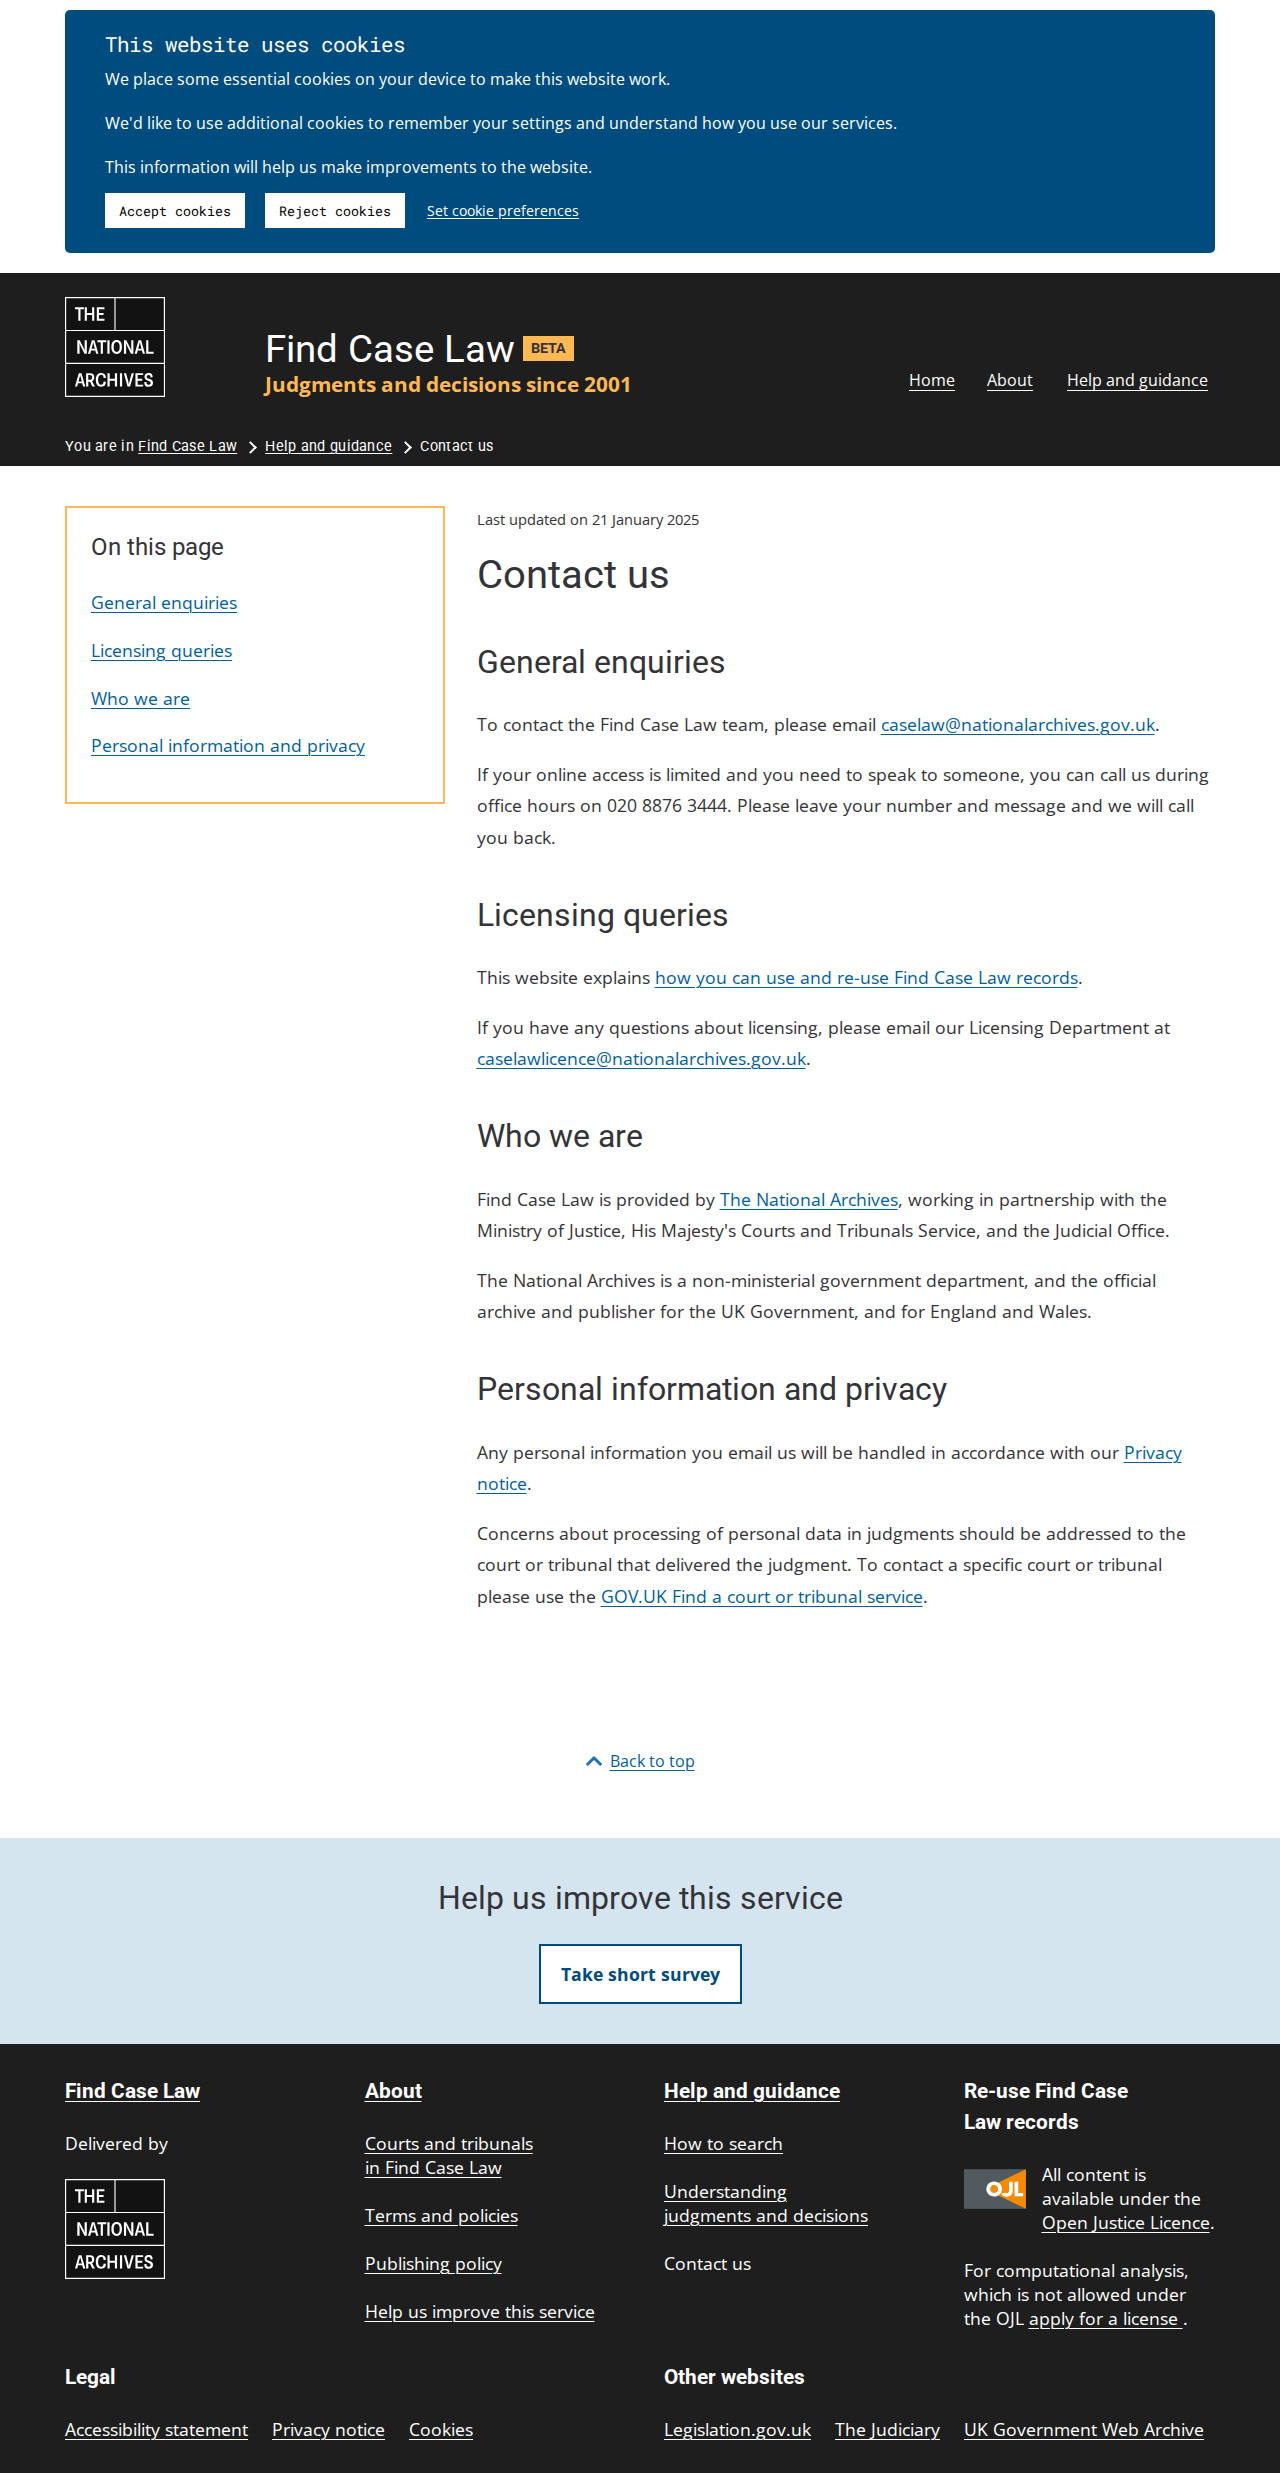 This website uses cookies
We place some essential cookies on your device to make this website work.
We'd like to use additional cookies to remember your settings and understand how you use our services.
This information will help us make improvements to the website.
Accept cookies
Reject cookies
Set cookie preferences
THE
NATIONAL
ARCHIVES
Find Case Law BETA
Judgments and decisions since 2001
Home
About
Help and guidance
You are in Find Case Law
Help and guidance
Contact us
On this page
General enquiries
Licensing queries
Who we are
Personal information and privacy
Last updated on 21 January 2025
Contact us
General enquiries
To contact the Find Case Law team, please email caselaw@nationalarchives.gov.uk.
If your online access is limited and you need to speak to someone, you can call us during
office hours on 020 8876 3444. Please leave your number and message and we will call
you back.
Licensing queries
This website explains how you can use and re-use Find Case Law records.
If you have any questions about licensing, please email our Licensing Department at
caselawlicence@nationalarchives.gov.uk.
Who we are
Find Case Law is provided by The National Archives, working in partnership with the
Ministry of Justice, His Majesty's Courts and Tribunals Service, and the Judicial Office.
The National Archives is a non-ministerial government department, and the official
archive and publisher for the UK Government, and for England and Wales.
Personal information and privacy
Any personal information you email us will be handled in accordance with our Privacy
notice.
Concerns about processing of personal data in judgments should be addressed to the
court or tribunal that delivered the judgment. To contact a specific court or tribunal
please use the GOV.UK Find a court or tribunal service.
Back to top
Help us improve this service
Take short survey
Find Case Law
Delivered by
THE
NATIONAL
ARCHIVES
About
Courts and tribunals
in Find Case Law
Terms and policies
Publishing policy
Help us improve this service
Help and guidance
How to search
Understanding
judgments and decisions
Contact us
Re-use Find Case
Law records
OJL
All content is
available under the
Open Justice Licence.
For computational analysis,
which is not allowed under
the OJL apply for a license .
Legal
Accessibility statement
Privacy notice
Cookies
Other websites
Legislation.gov.uk
The Judiciary
UK Government Web Archive